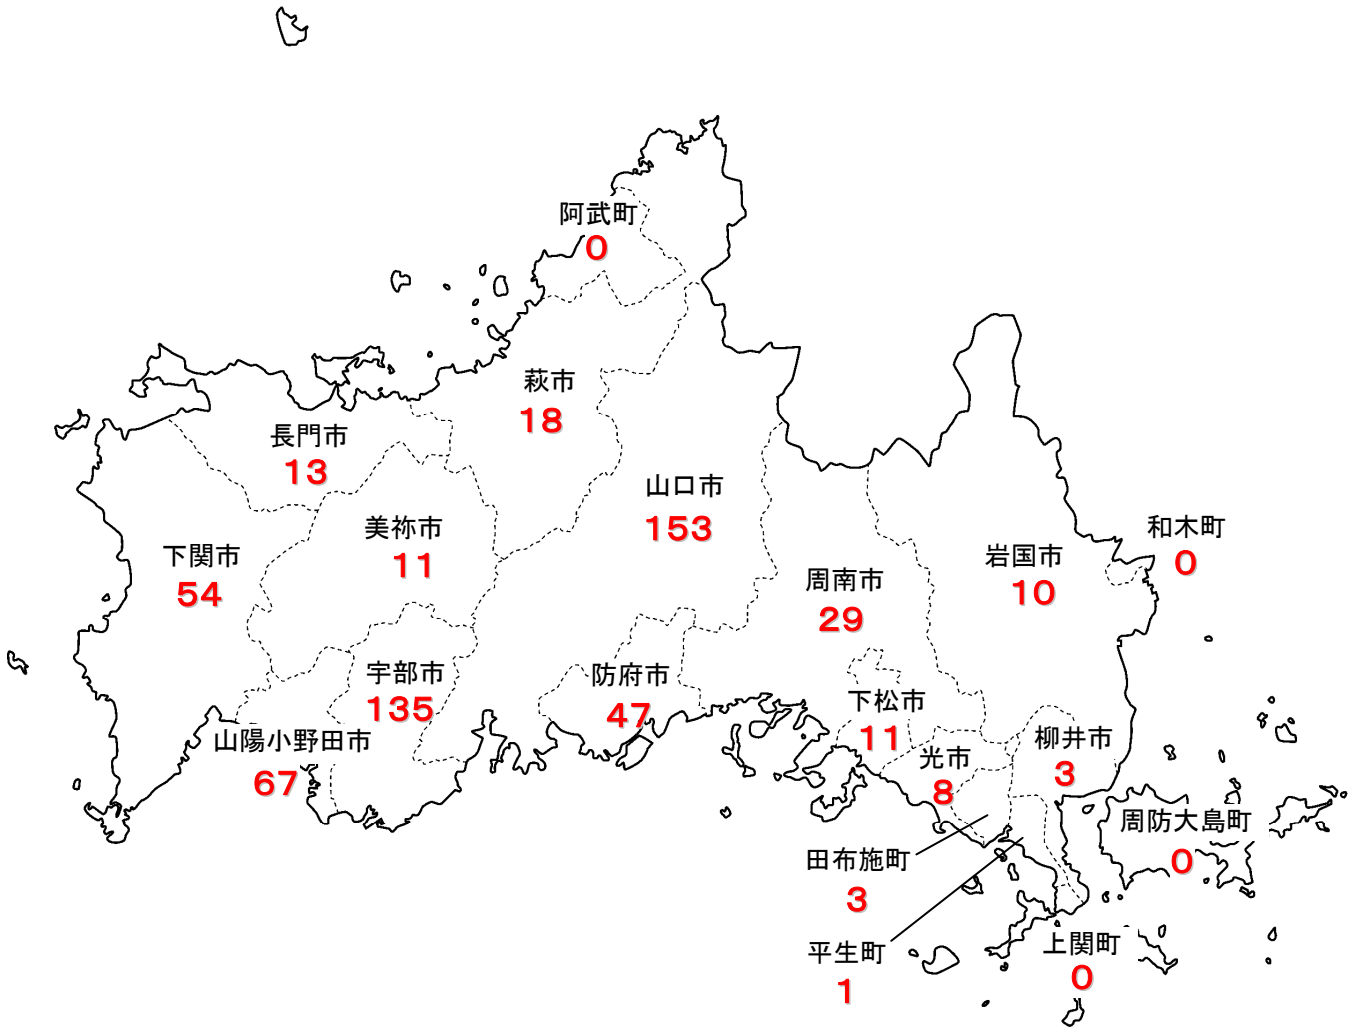 阿武町
0
萩市
18
長門市
13
山口市
153
美祢市
11
和木町
0
下関市
54
岩国市
10
周南市
29
宇部市
135
防府市
47
下松市
11
山陽小野田市
67
光市
8
柳井市
3
周防大島町
0
田布施町
3
平生町
1
上関町
0